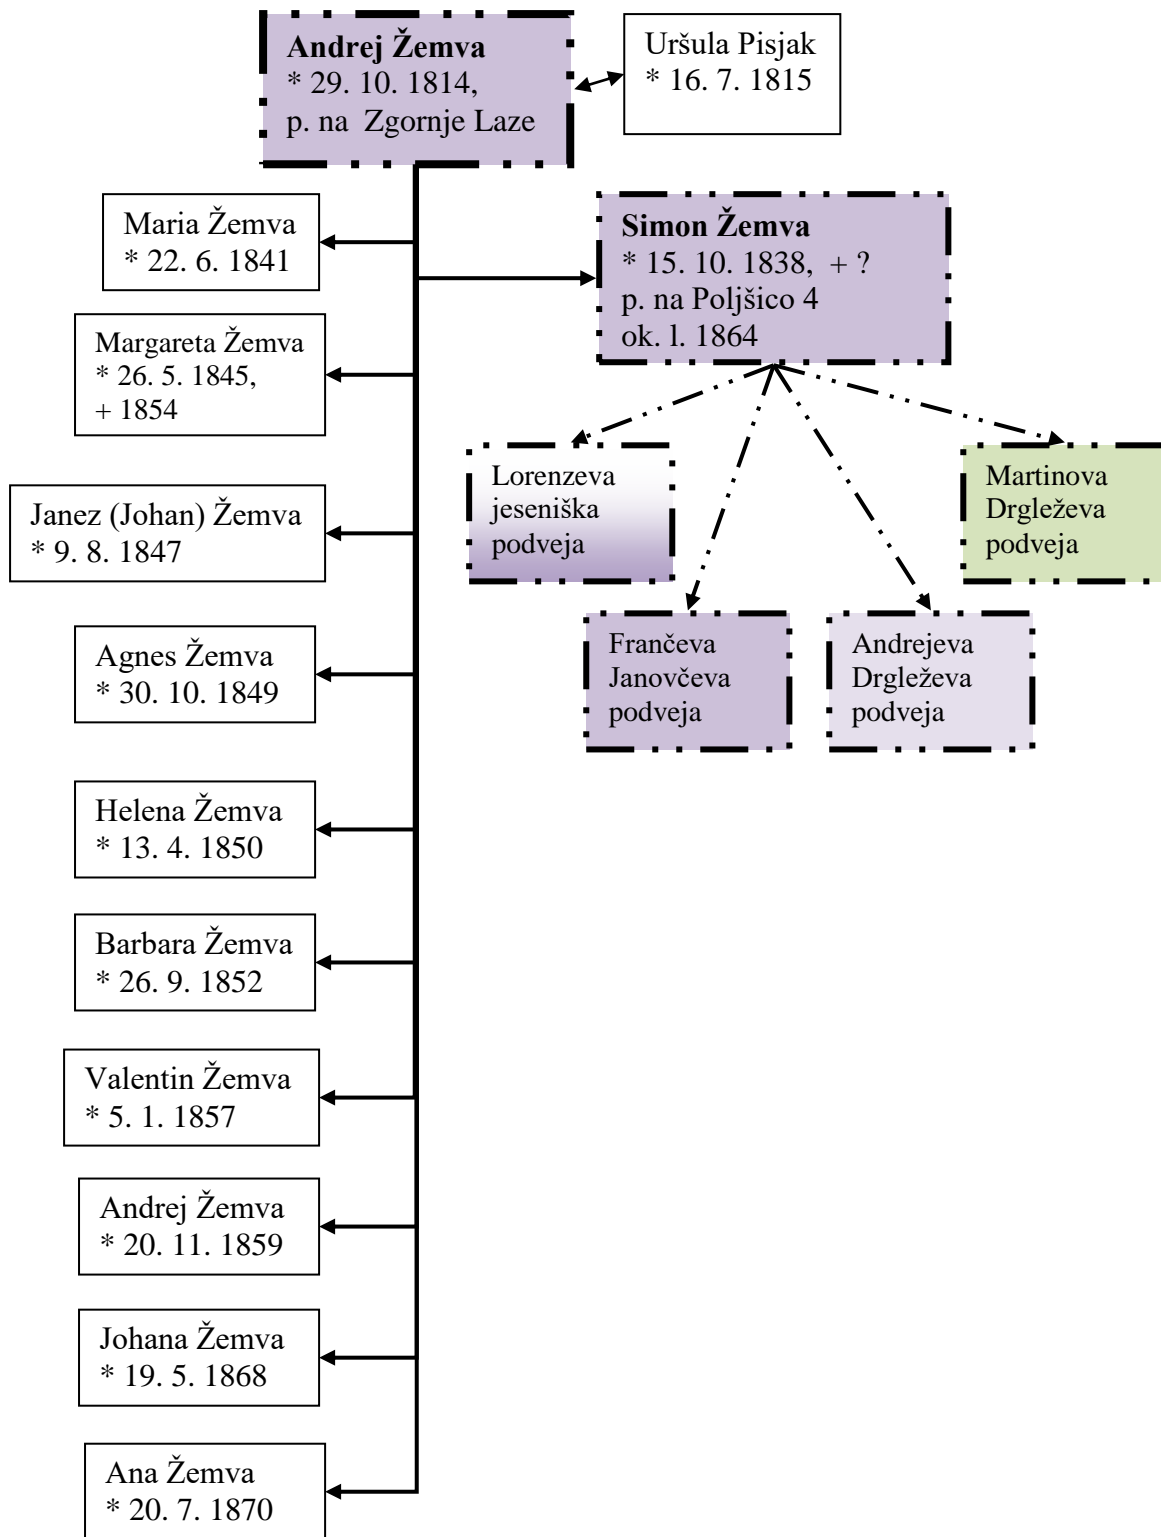 Andrej Žemva
* 29. 10. 1814,
p. na  Zgornje Laze
Uršula Pisjak
* 16. 7. 1815
Maria Žemva
* 22. 6. 1841
Simon Žemva
* 15. 10. 1838,  + ?
p. na Poljšico 4
ok. l. 1864
Margareta Žemva
* 26. 5. 1845,
+ 1854
Lorenzeva
jeseniška
podveja
Martinova
Drgleževa
podveja
Janez (Johan) Žemva
* 9. 8. 1847
Frančeva
Janovčeva
podveja
Andrejeva
Drgleževa
podveja
Agnes Žemva
* 30. 10. 1849
Helena Žemva
* 13. 4. 1850
Barbara Žemva
* 26. 9. 1852
Valentin Žemva
* 5. 1. 1857
Andrej Žemva
* 20. 11. 1859
Johana Žemva
* 19. 5. 1868
Ana Žemva
* 20. 7. 1870